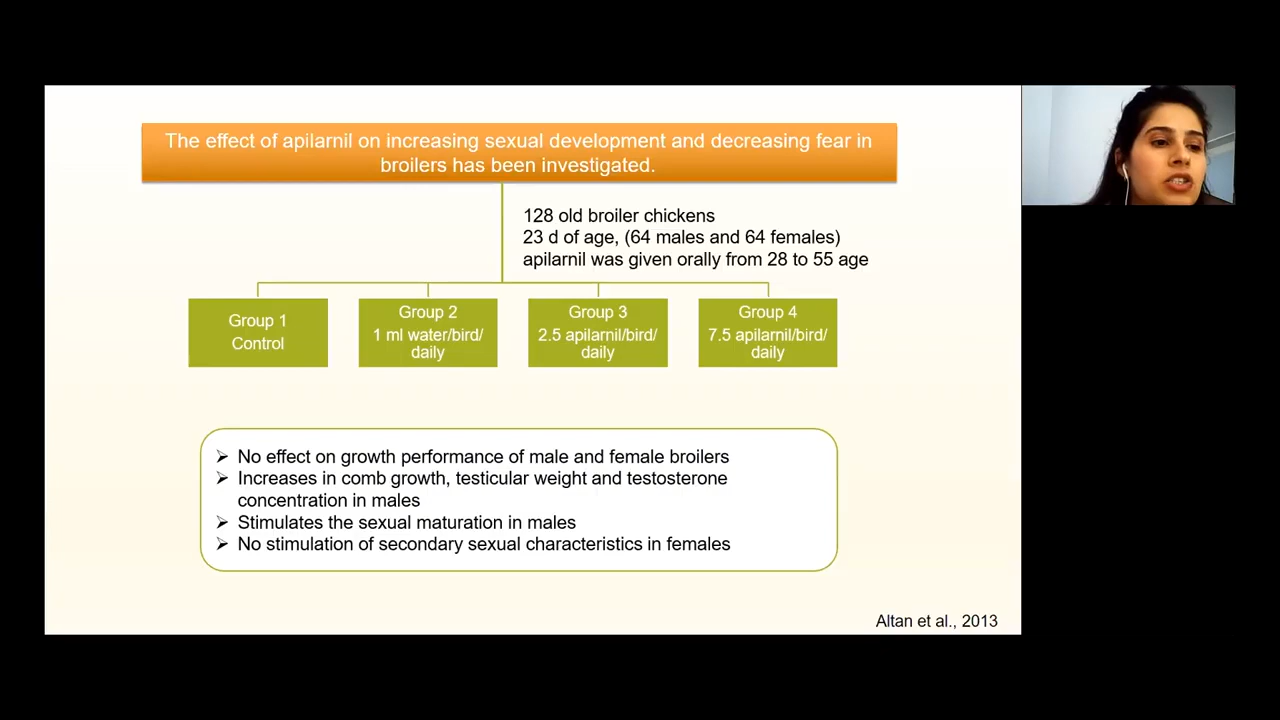 The effect of apilarnil on increasing sexual development and decreasing fear in
broilers has been investigated.
128 old broiler chickens
23 d of age, (64 males and 64 females)
apilarnil was given orally from 28 to 55 age
Group 1
Control
Group 2
1 ml water/bird/
daily
Group 3
2.5 apilarnil/bird/
daily
Group 4
7.5 apilarnil/bird/
daily
➢ No effect on growth performance of male and female broilers
➢ Increases in comb growth, testicular weight and testosterone
concentration in males
➢ Stimulates the sexual maturation in males
➢ No stimulation of secondary sexual characteristics in females
Altan et al., 2013